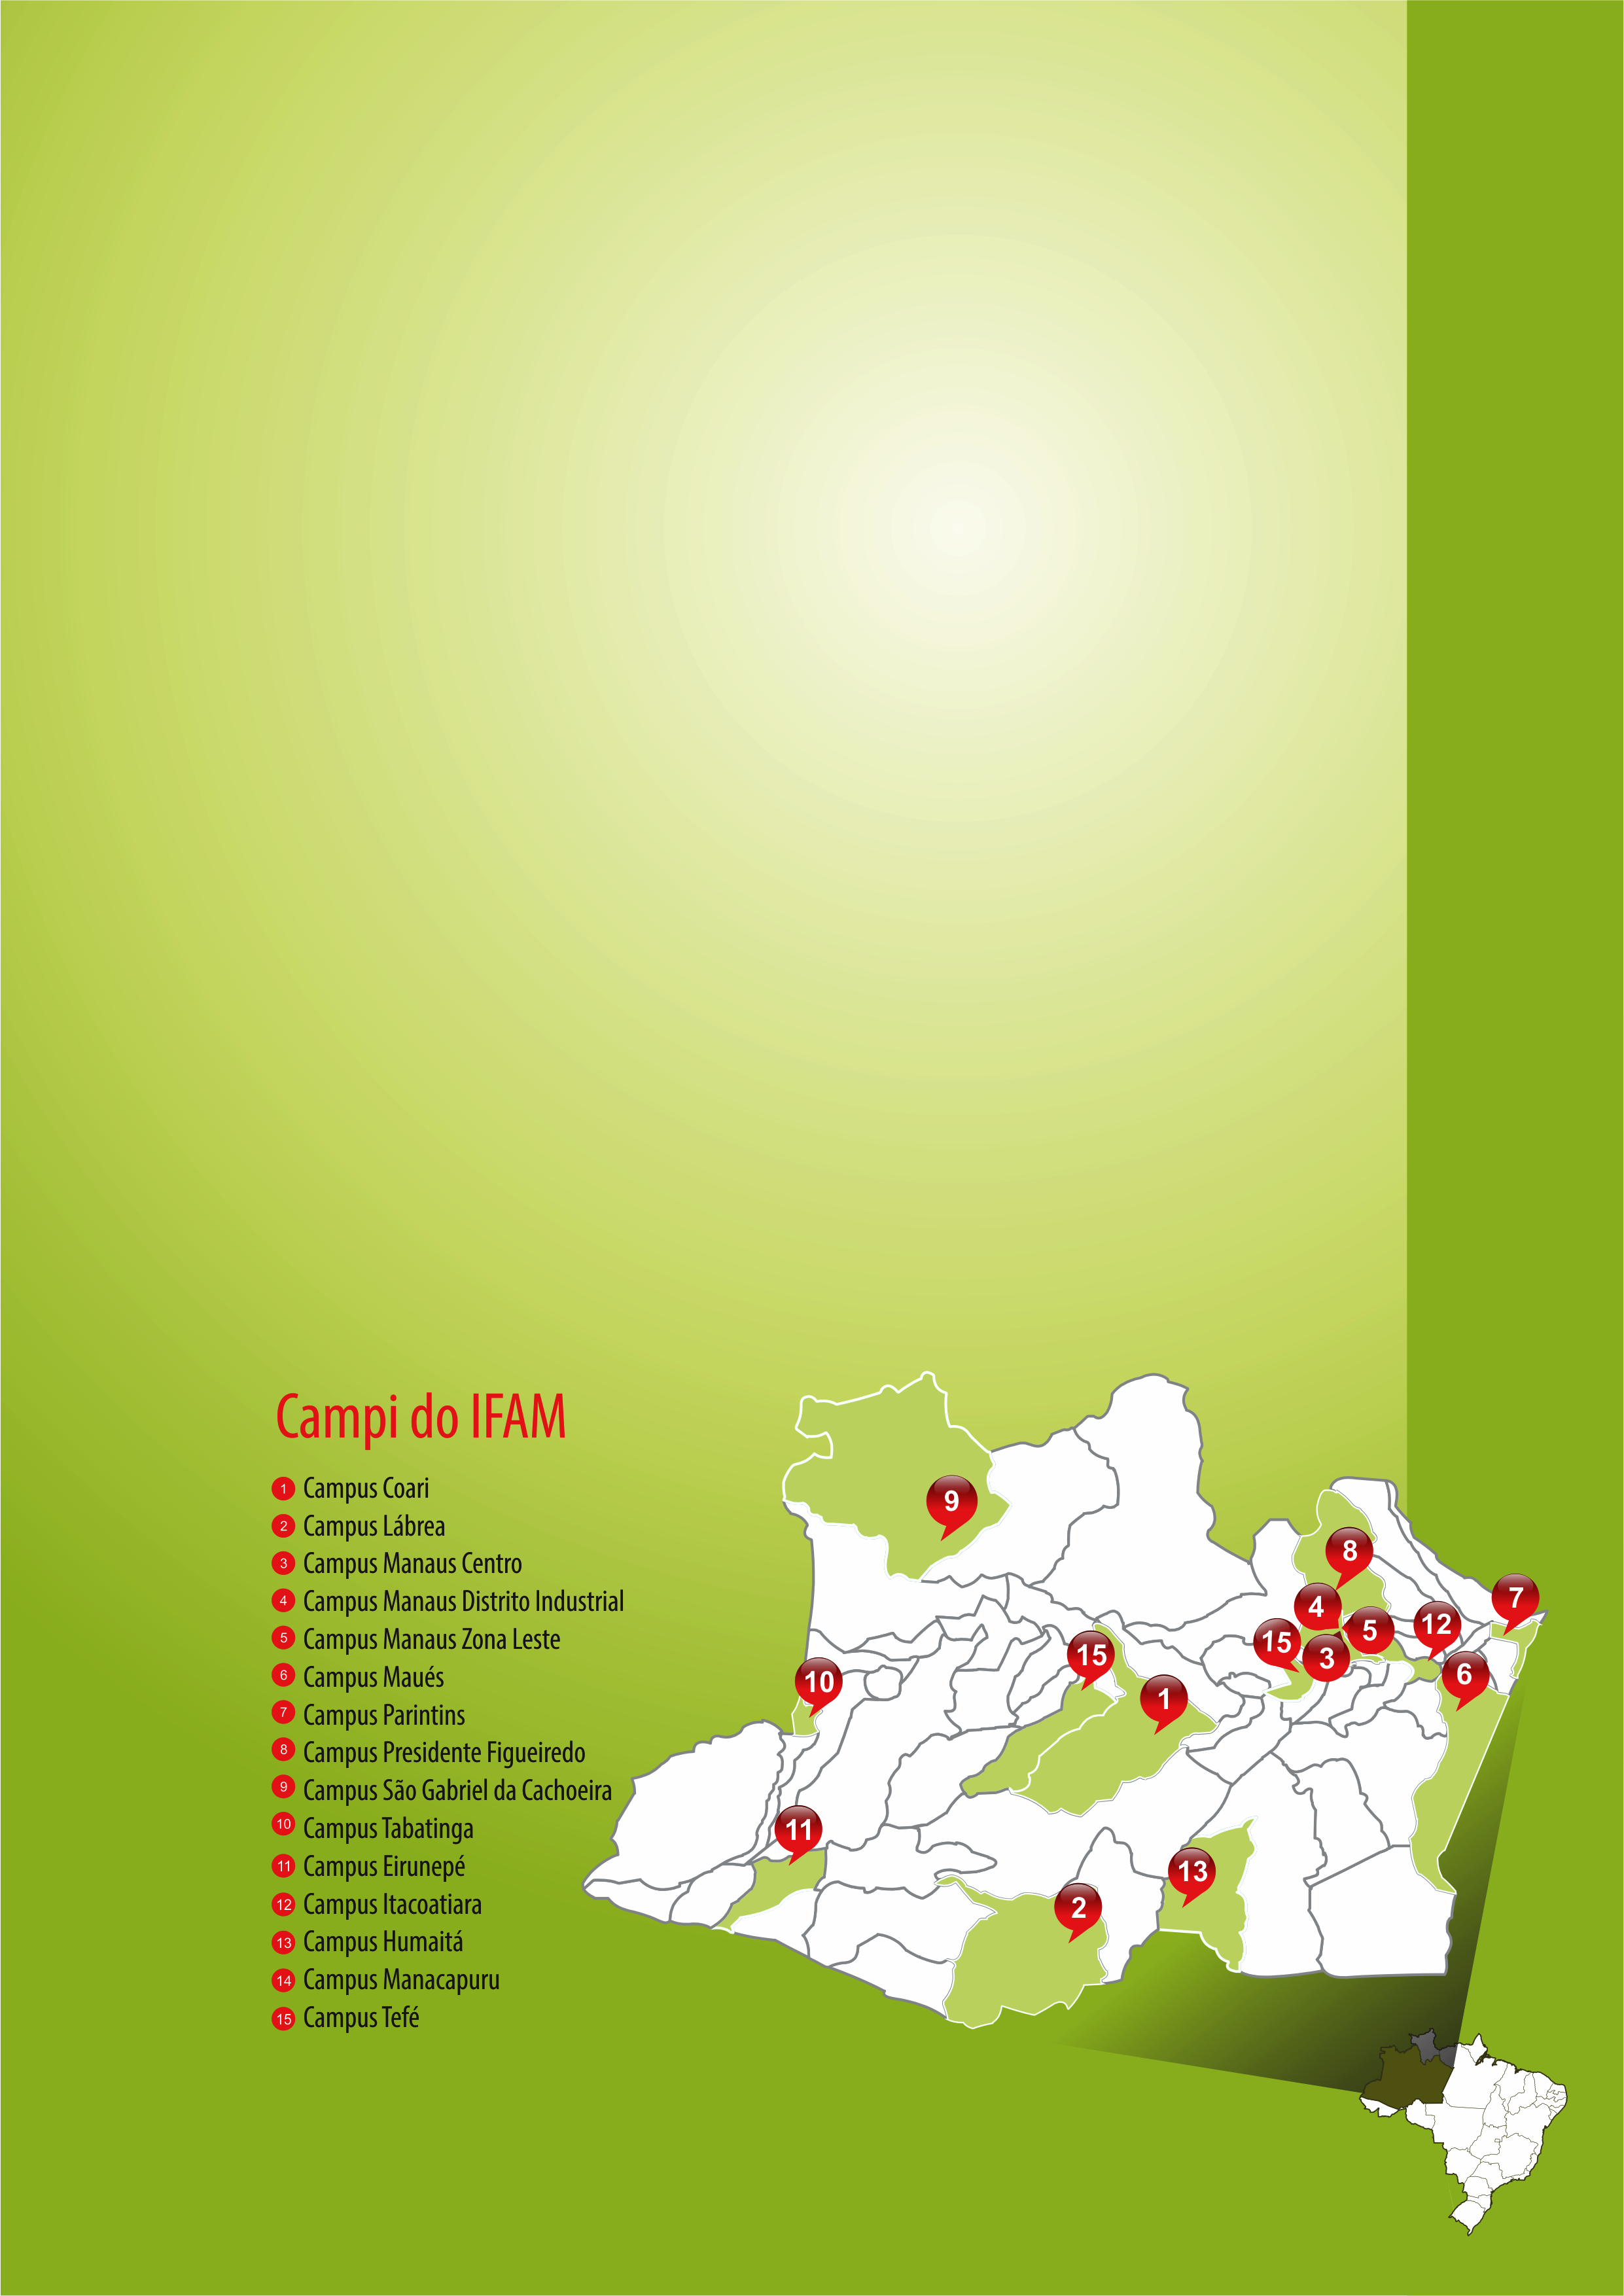 Campi do IFAM
1 Campus Coari
2 Campus Lábrea
3 Campus Manaus Centro
4 Campus Manaus Distrito Industrial
5 Campus Manaus Zona Leste
6 Campus Maués
7 Campus Parintins
8 Campus Presidente Figueiredo
9 Campus São Gabriel da Cachoeira
10 Campus Tabatinga
11 Campus Eirunepé
12 Campus Itacoatiara
13 Campus Humaitá
14 Campus Manacapuru
15 Campus Tefé
9
8
7
4
5
12
15
3
15
6
10
1
11
13
2